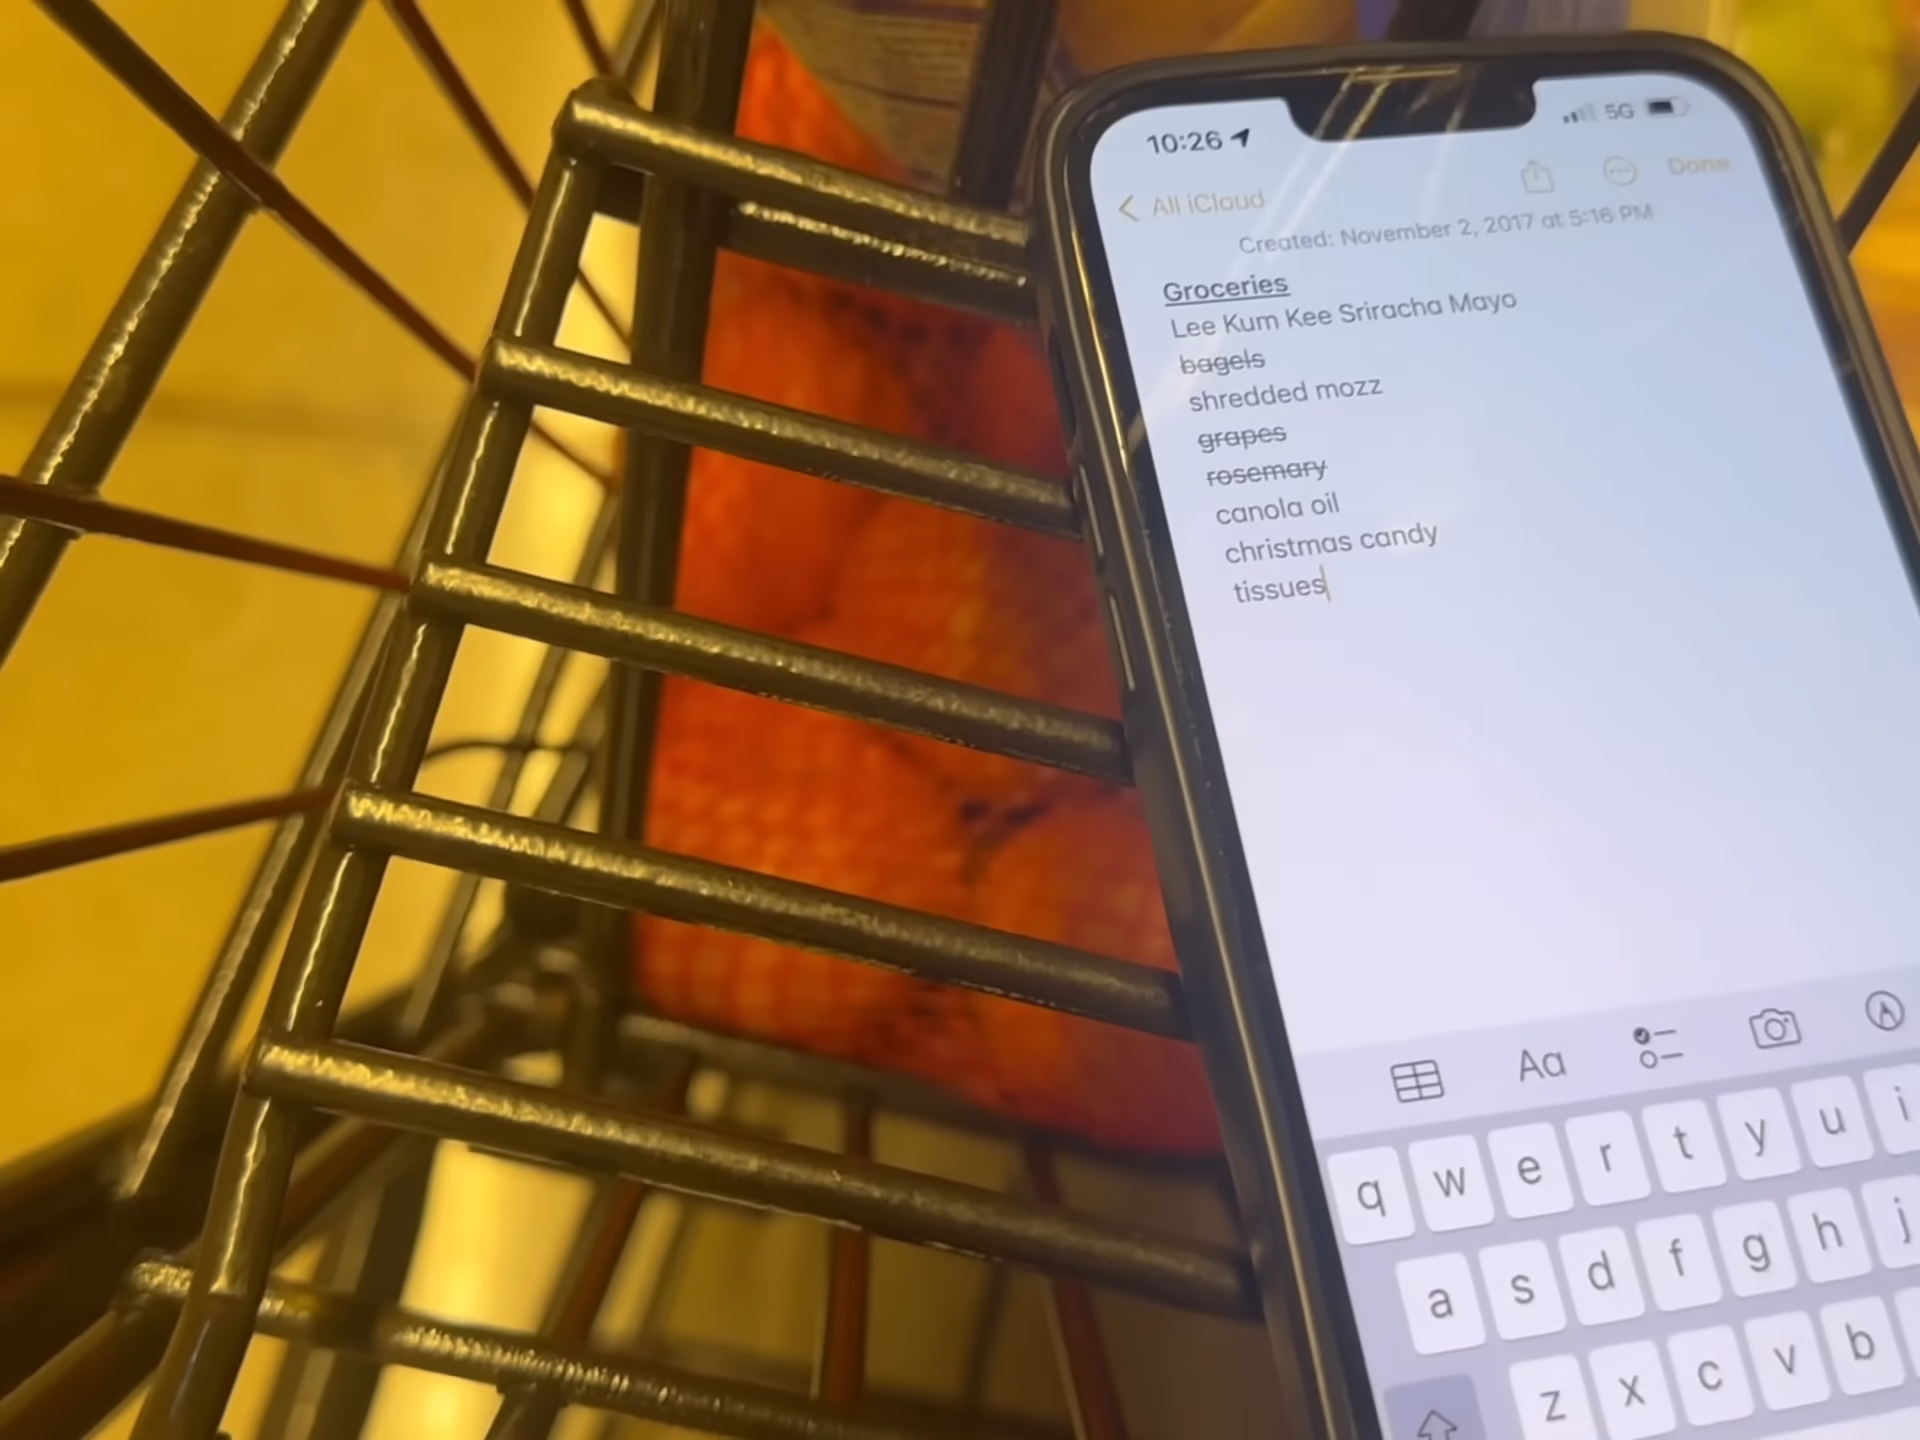 10:26 5G
All iCloud Done
Created: November 2, 2017 at 5:16 PM
Groceries
Lee Kum Kee Sriracha Mayo
bagels
shredded mozz
grapes
rosemary
canola oil
christmas candy
tissues
Aa
q w e r t y u i
a s d f g h j
z x c v b